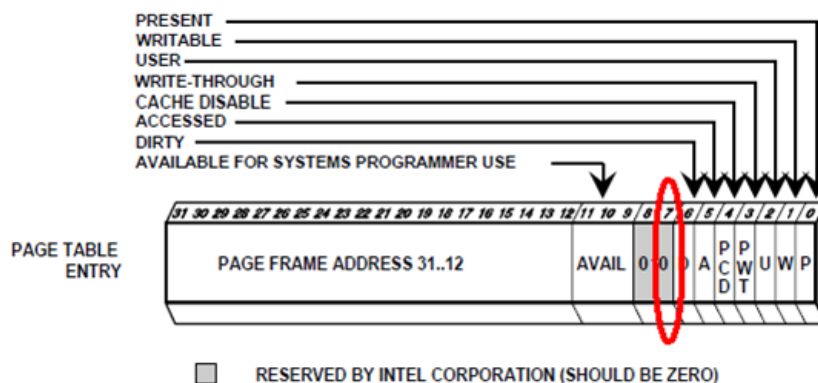 PRESENT
WRITABLE
USER
WRITE-THROUGH
CACHE DISABLE
ACCESSED
DIRTY
AVAILABLE FOR SYSTEMS PROGRAMMER USE
31 30 29 28 27 26 25 24 23 22 21 20 19 18 17 16 15 14 13 12 11 10 9 8 7 6 5 4 3 2 1 0
PAGE TABLE
ENTRY
PAGE FRAME ADDRESS 31..12 AVAIL 0 0 D A PCD PWT U W P
RESERVED BY INTEL CORPORATION (SHOULD BE ZERO)